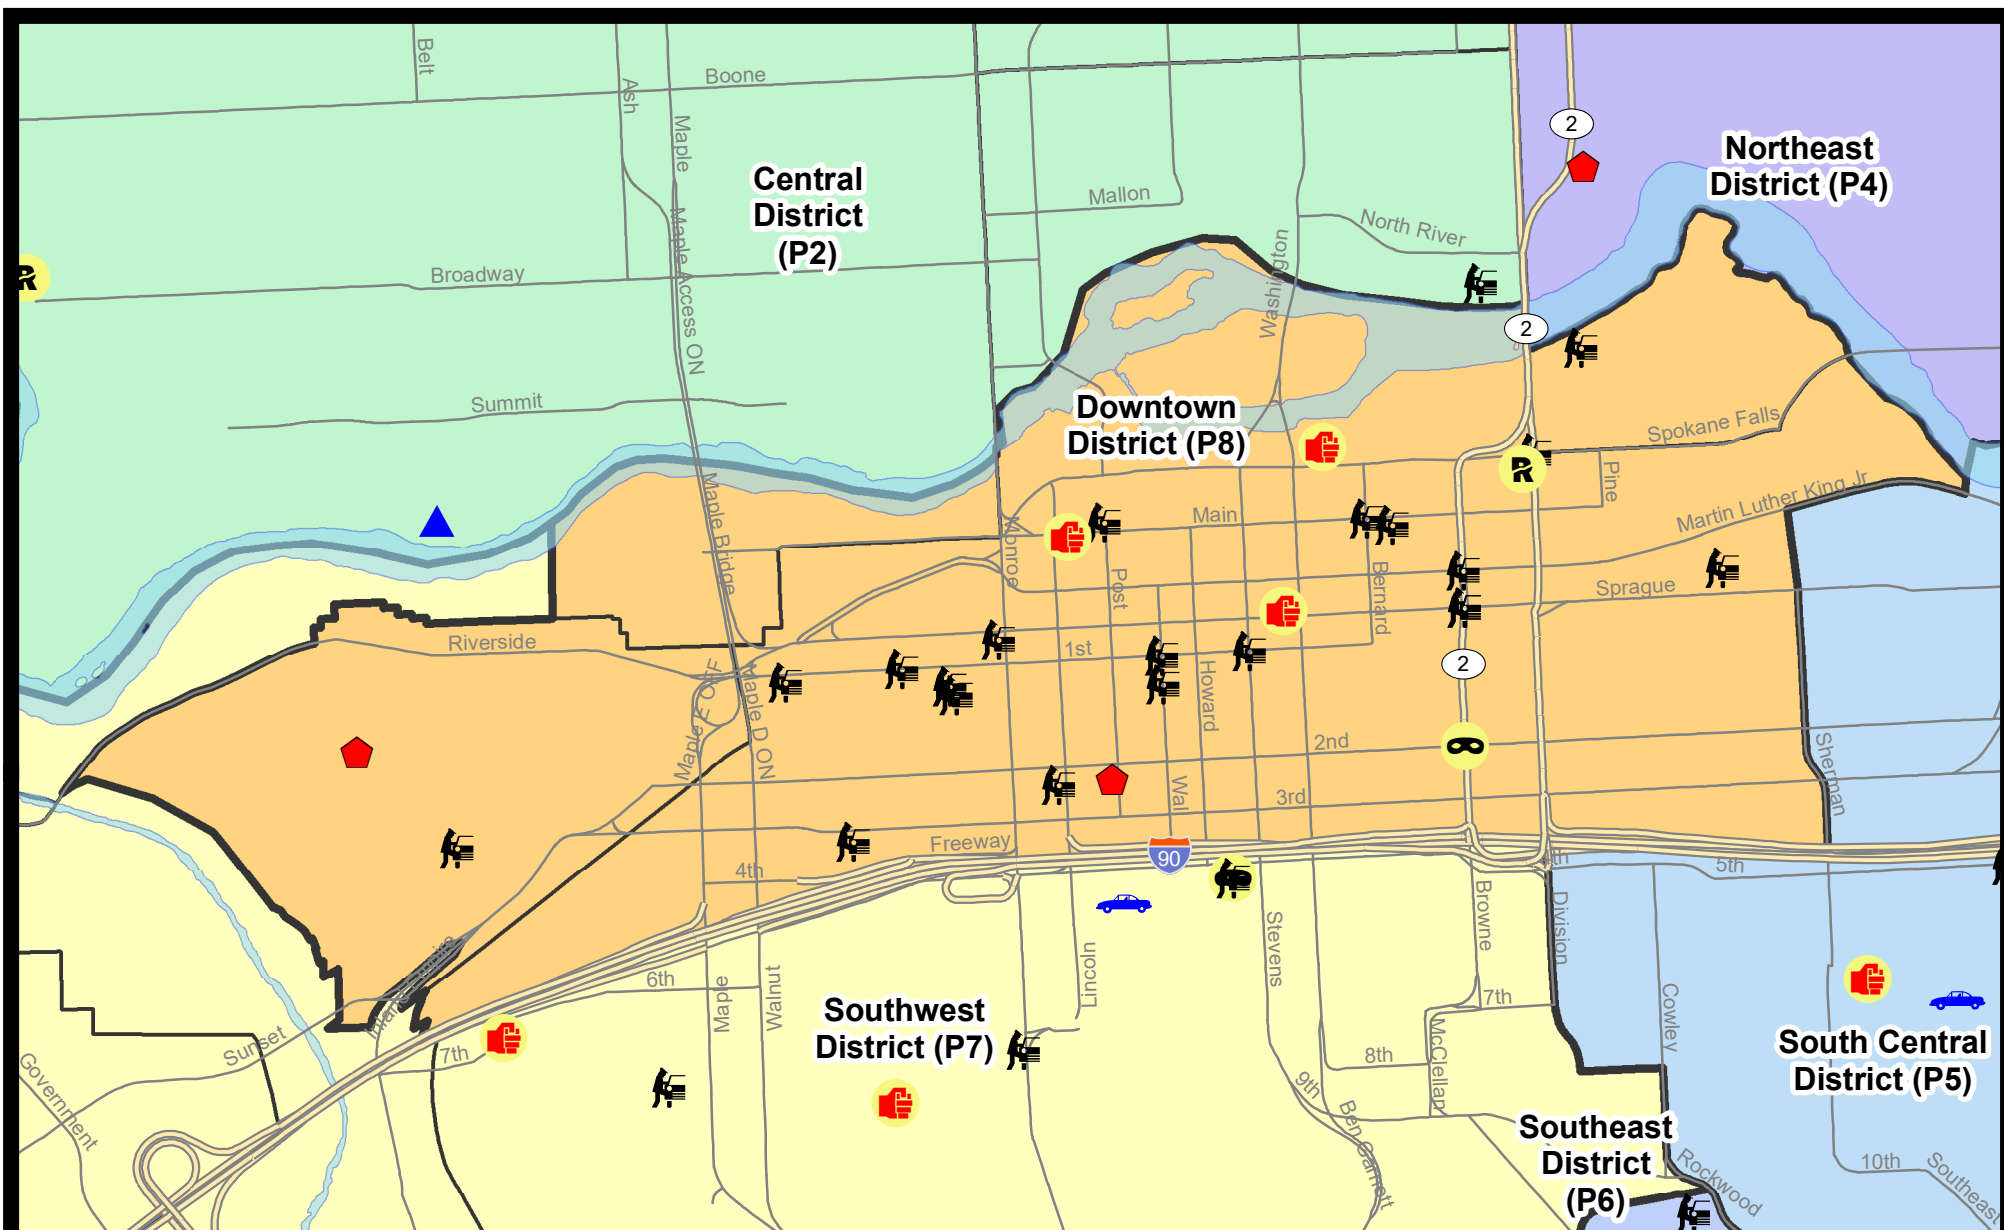 Belt
Boone
Ash
Maple
2
Northeast
District (P4)
Central
District
(P2)
Mallon
North River
Maple Access ON
Washington
Broadway
R
2
Summit
Downtown
District (P8)
Spokane Falls
R
Pine
Martin Luther King Jr
Maple Bridge
Main
Monroe
Post
Bernard
Sprague
Riverside
1st
2
Howard
Maple E OFF
Maple D ON
2nd
Sherman
Wal
3rd
Freeway
90
4th
5th
Browne
Division
Stevens
Lincoln
6th
Maple
Walnut
7th
Cowley
Southwest
District (P7)
Sunset
7th
McClellan
8th
South Central
District (P5)
Government
9th
Ben Garnett
Southeast
District
(P6)
Rockwood
10th
Southeast